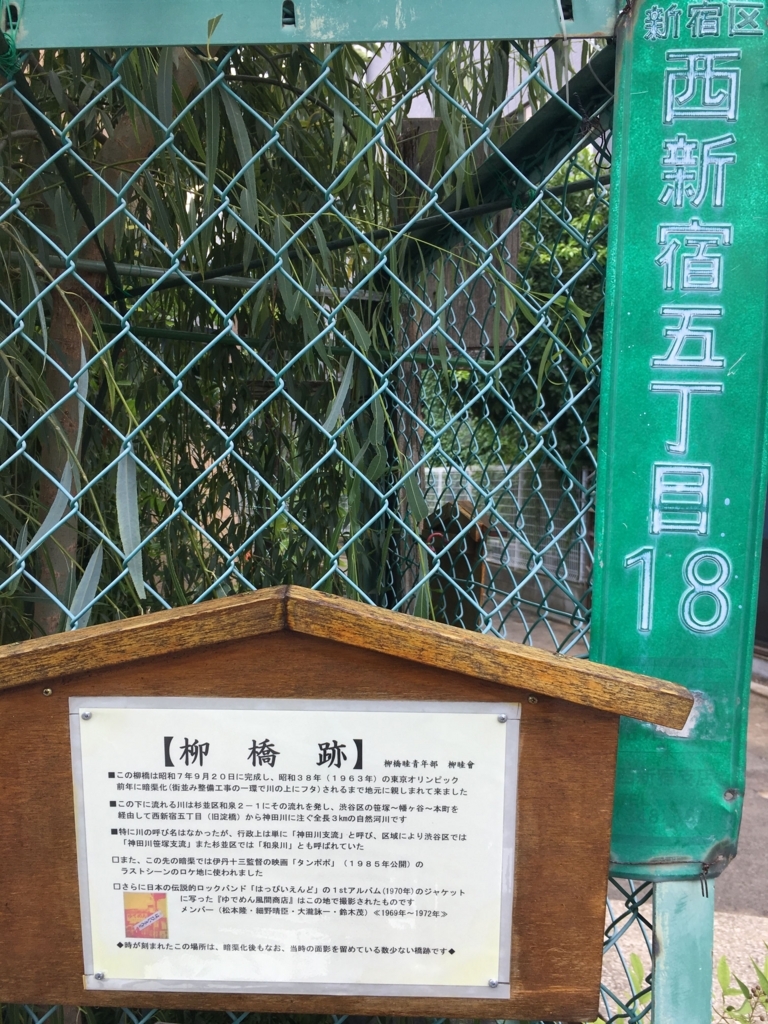 新宿区
西新宿五丁目
18
【柳橋跡】 柳橋睦青年部 柳睦會
■この柳橋は昭和7年9月20日に完成し、昭和38年（1963年）の東京オリンピック
前年に暗渠化(街並み整備工事の一環で川の上にフタ)されるまで地元に親しまれて来ました
■この下に流れる川は杉並区和泉2－1にその流れを発し、渋谷区の笹塚～幡ヶ谷～本町を
経由して西新宿五丁目（旧淀橋）から神田川に注ぐ全長3㎞の自然河川です
■特に川の呼び名はなかったが、行政上は単に「神田川支流」と呼び、区域により渋谷区では
「神田川笹塚支流」また杉並区では「和泉川」とも呼ばれていた
□また、この先の暗渠では伊丹十三監督の映画「タンポポ」（1985年公開）の
ラストシーンのロケ地に使われました
□さらに日本の伝説的ロックバンド「はっぴいえんど」の1stアルバム(1970年)のジャケット
に写った『ゆでめん風間商店』はこの地で撮影されたものです
メンバー（松本隆・細野晴臣・大瀧詠一・鈴木茂）≪1969年～1972年≫
◆時が刻まれたこの場所は、暗渠化後もなお、当時の面影を留めている数少ない橋跡です◆